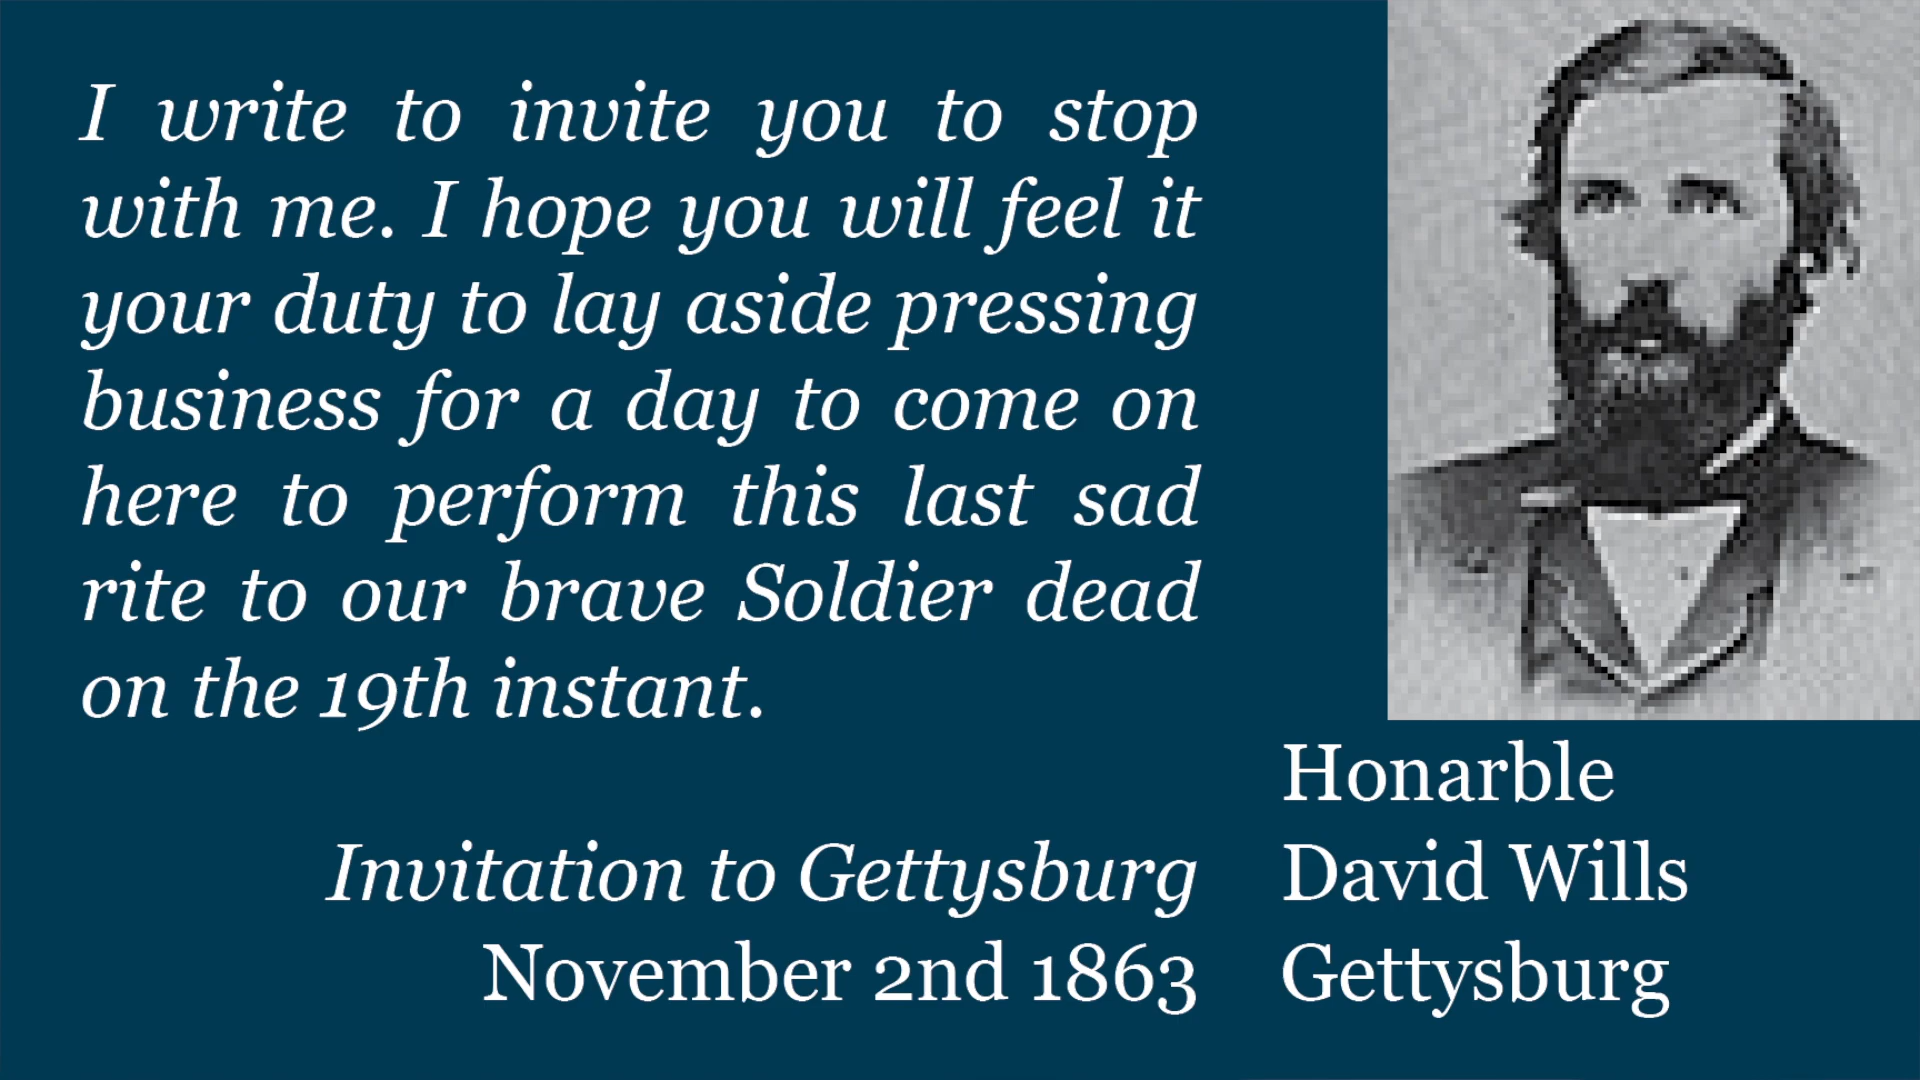 I write to invite you to stop
with me. I hope you will feel it
your duty to lay aside pressing
business for a day to come on
here to perform this last sad
rite to our brave Soldier dead
on the 19th instant.
Invitation to Gettysburg
November 2nd 1863
Honarble
David Wills
Gettysburg